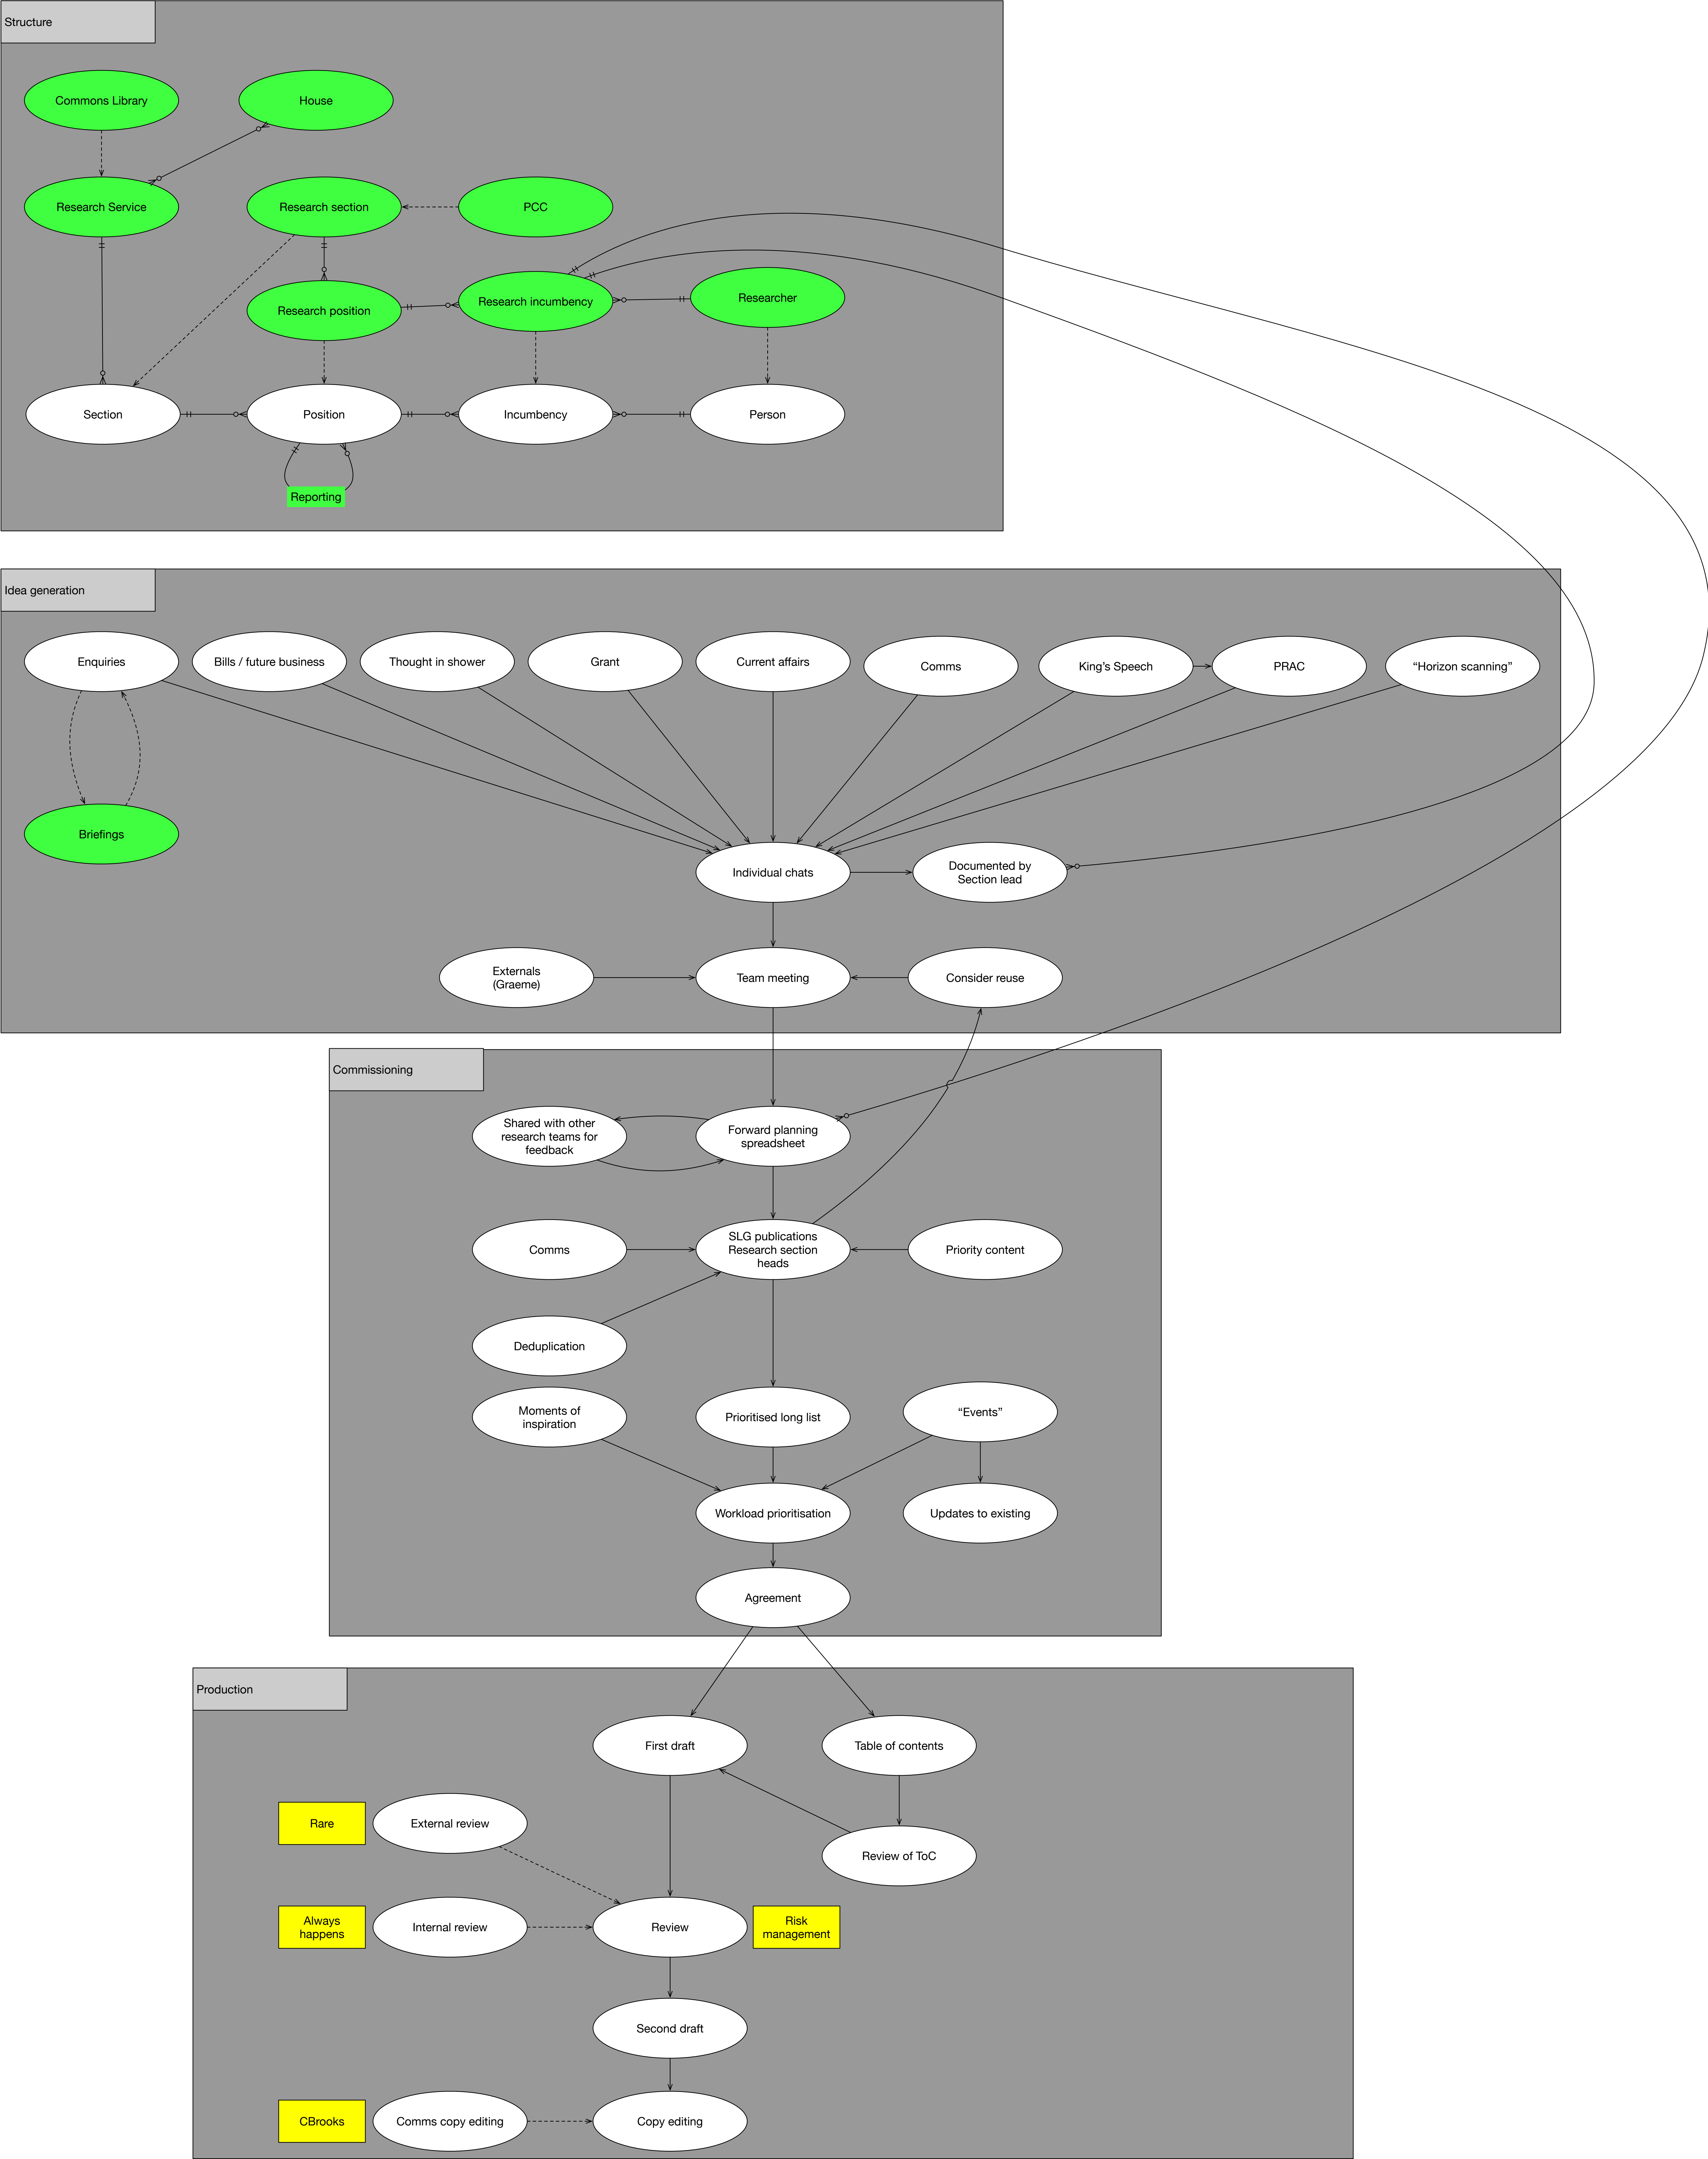 Structure
Commons Library
House
Research Service
Research section
PCC
Research position
Research incumbency
Researcher
Section
Position
Incumbency
Person
Reporting
Idea generation
Enquiries
Bills / future business
Thought in shower
Grant
Current affairs
Comms
King’s Speech
PRAC
“Horizon scanning”
Briefings
Individual chats
Documented by
Section lead
Externals
(Graeme)
Team meeting
Consider reuse
Commissioning
Shared with other
research teams for
feedback
Forward planning
spreadsheet
Comms
SLG publications
Research section
heads
Priority content
Deduplication
Moments of
inspiration
Prioritised long list
“Events”
Workload prioritisation
Updates to existing
Agreement
Production
First draft
Table of contents
Rare
External review
Review of ToC
Always
happens
Internal review
Review
Risk
management
Second draft
CBrooks
Comms copy editing
Copy editing